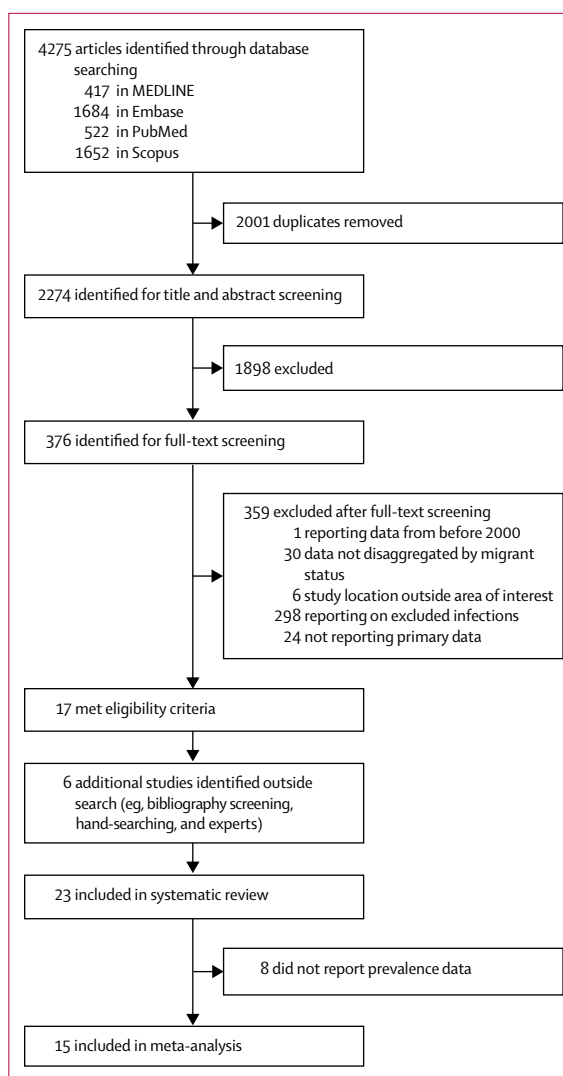 4275 articles identified through database
searching
417 in MEDLINE
1684 in Embase
522 in PubMed
1652 in Scopus
2001 duplicates removed
2274 identified for title and abstract screening
1898 excluded
376 identified for full-text screening
359 excluded after full-text screening
1 reporting data from before 2000
30 data not disaggregated by migrant
status
6 study location outside area of interest
298 reporting on excluded infections
24 not reporting primary data
17 met eligibility criteria
6 additional studies identified outside
search (eg, bibliography screening,
hand-searching, and experts)
23 included in systematic review
8 did not report prevalence data
15 included in meta-analysis